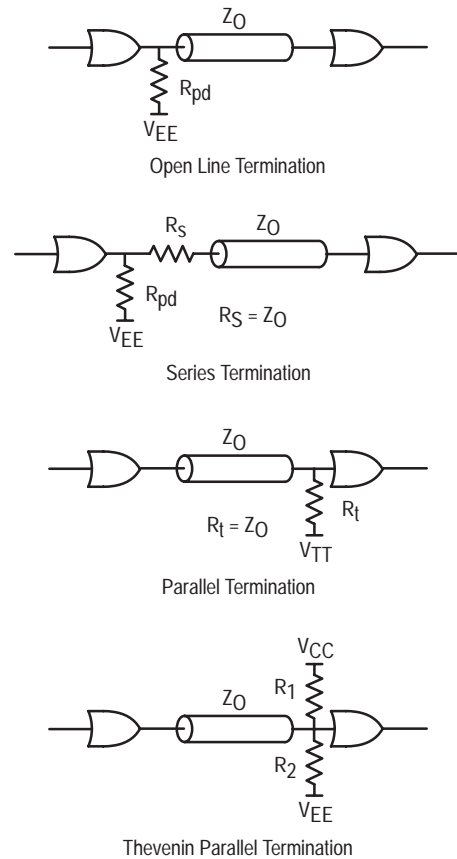 ZO
Rpd
VEE
Open Line Termination
RS
ZO
Rpd
VEE
RS = ZO
Series Termination
ZO
Rt = ZO
Rt
VTT
Parallel Termination
VCC
R1
ZO
R2
VEE
Thevenin Parallel Termination